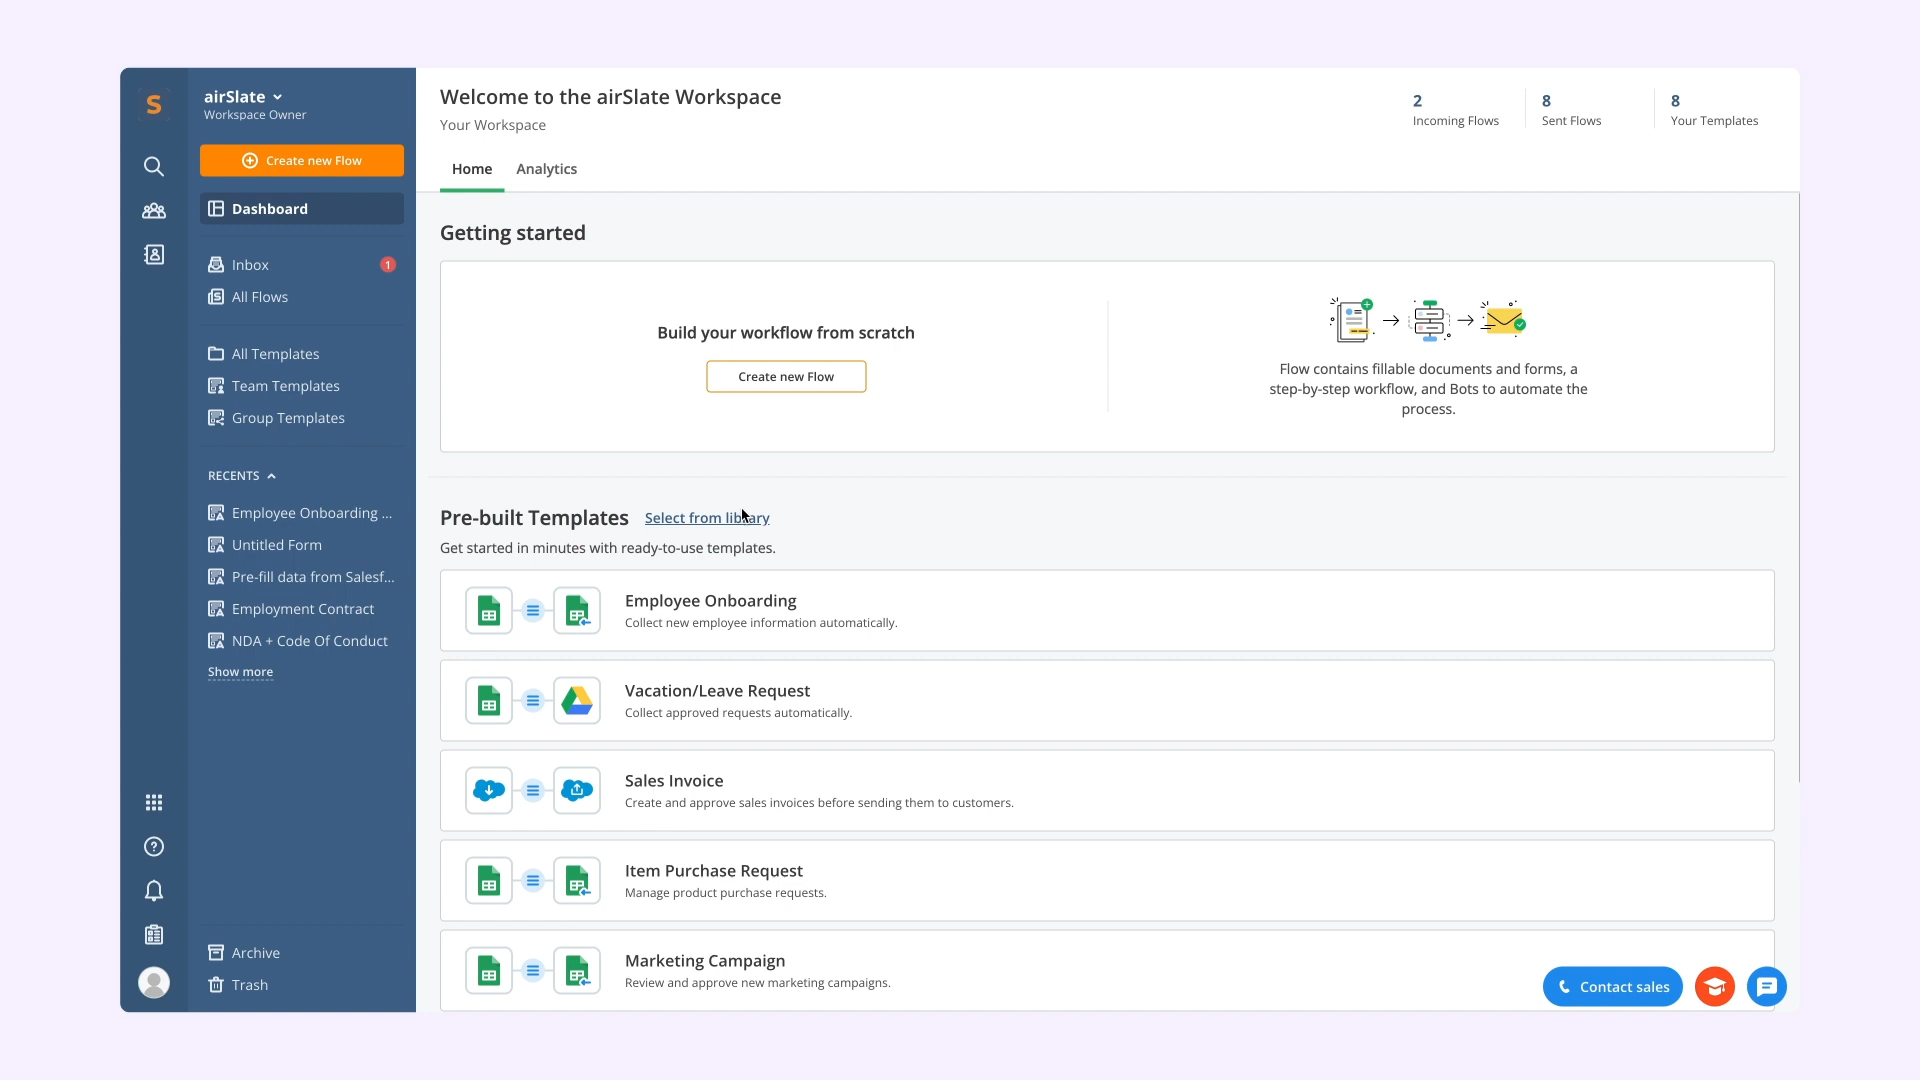 S
airSlate
Workspace Owner
Create new Flow
Dashboard
Inbox
1
All Flows
All Templates
Team Templates
Group Templates
RECENTS
Employee Onboarding ...
Untitled Form
Pre-fill data from Salesf...
Employment Contract
NDA + Code Of Conduct
Show more
Archive
Trash
Welcome to the airSlate Workspace
Your Workspace
2
Incoming Flows
8
Sent Flows
8
Your Templates
Home
Analytics
Getting started
Build your workflow from scratch
Create new Flow
Flow contains fillable documents and forms, a
step-by-step workflow, and Bots to automate the
process.
Pre-built Templates
Select from library
Get started in minutes with ready-to-use templates.
Employee Onboarding
Collect new employee information automatically.
Vacation/Leave Request
Collect approved requests automatically.
Sales Invoice
Create and approve sales invoices before sending them to customers.
Item Purchase Request
Manage product purchase requests.
Marketing Campaign
Review and approve new marketing campaigns.
Contact sales